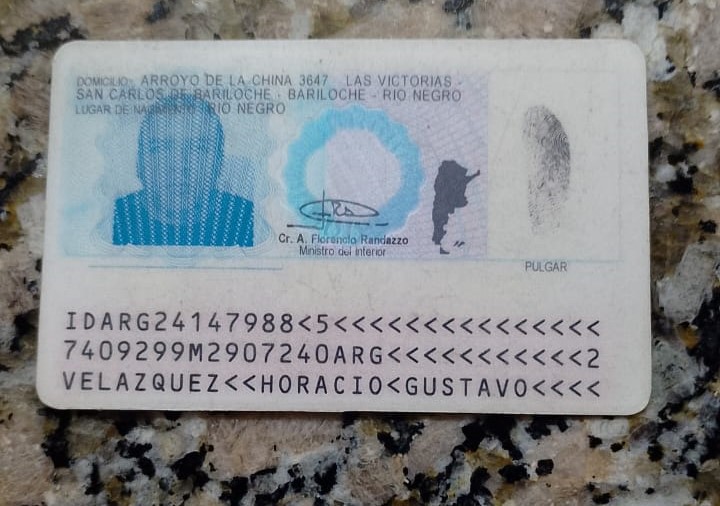 DOMICILIO: ARROYO DE LA CHINA 3647 LAS VICTORIAS -
SAN CARLOS DE BARILOCHE - BARILOCHE - RIO NEGRO
LUGAR DE NACIMIENTO: RIO NEGRO
Cr. A. Florencio Randazzo
Ministro del Interior
PULGAR
IDARG24147988<5<<<<<<<<<<<<<<<
7409299M2907240ARG<<<<<<<<<<<2
VELAZQUEZ<<HORACIO<GUSTAVO<<<<